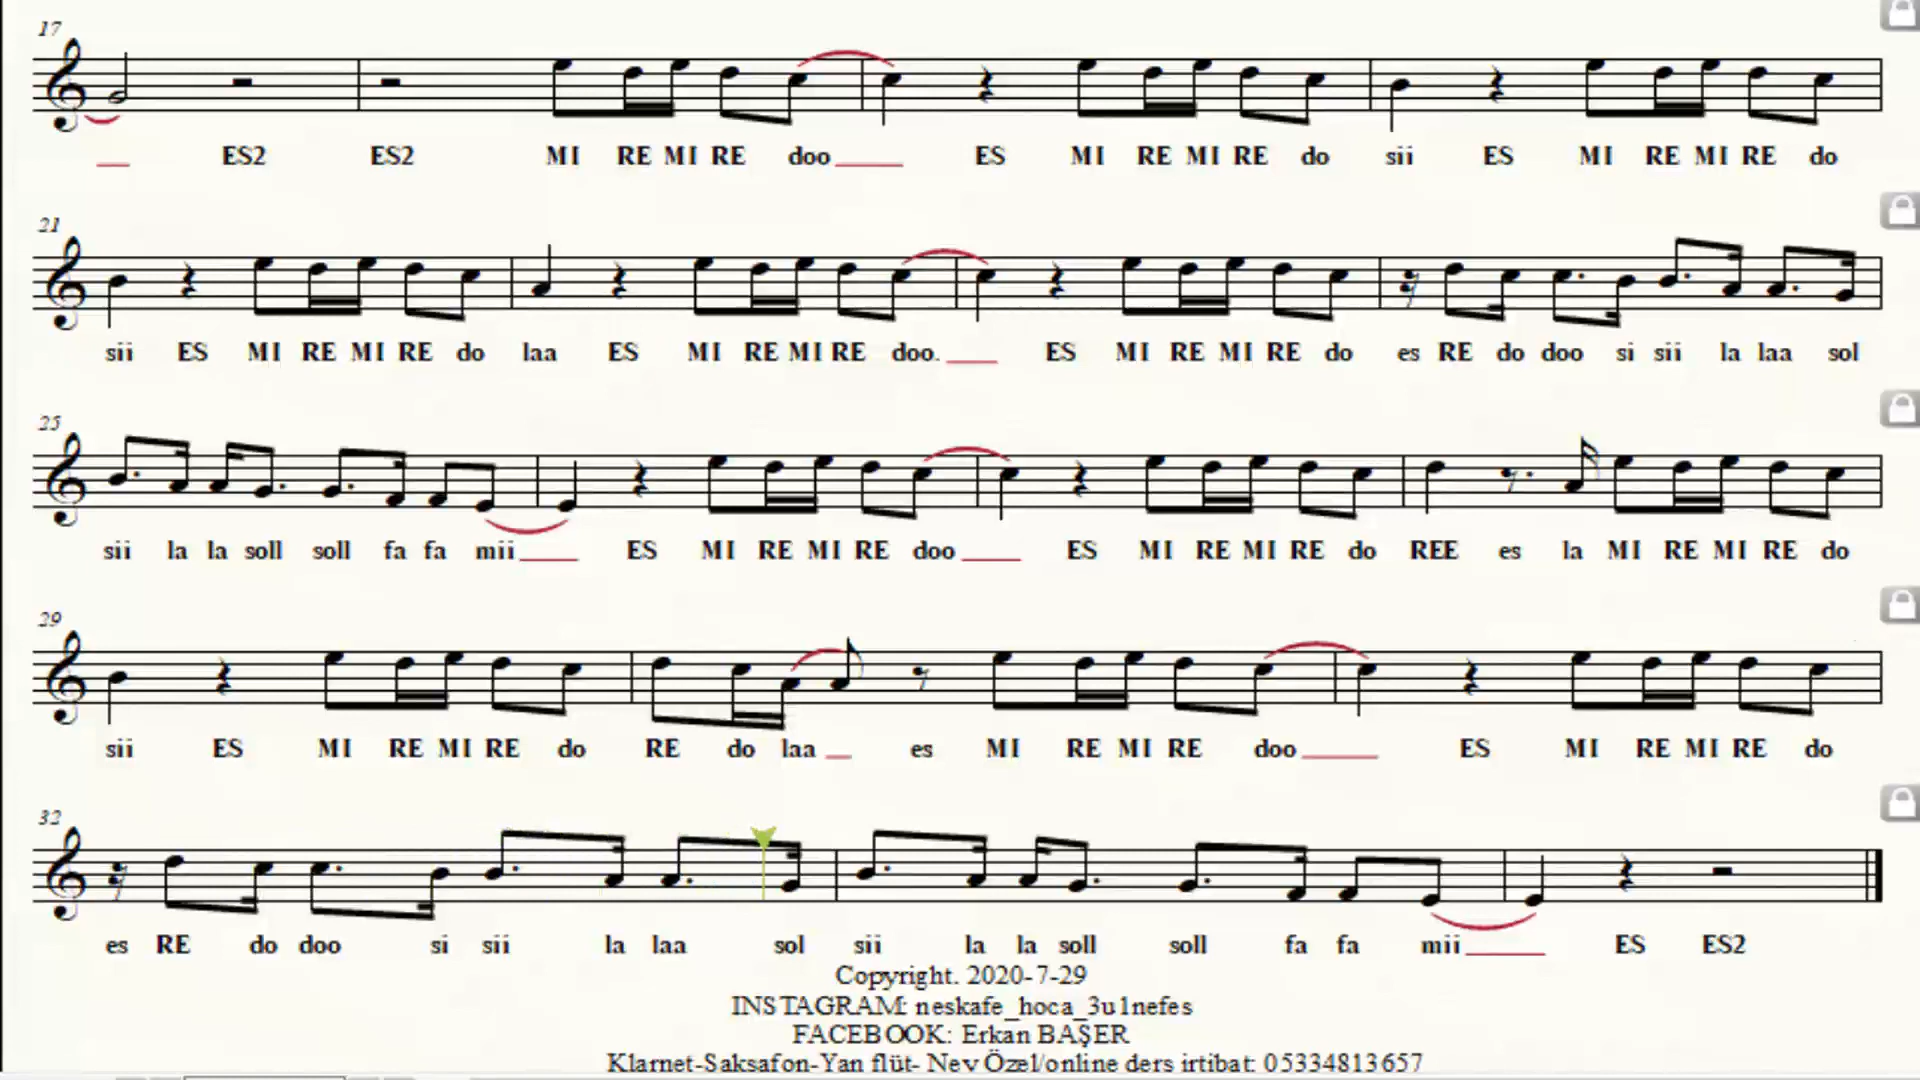 17
ES2 ES2 MI RE MI RE doo ES MI RE MI RE do sii ES MI RE MI RE do
21
sii ES MI RE MI RE do laa ES MI RE MI RE doo. ES MI RE MI RE do es RE do doo si sii la laa sol
25
sii la la soll soll fa fa mii ES MI RE MI RE doo ES MI RE MI RE do REE es la MI RE MI RE do
29
sii ES MI RE MI RE do RE do laa es MI RE MI RE doo ES MI RE MI RE do
32
es RE do doo si sii la laa sol sii la la soll soll fa fa mii ES ES2
Copyright. 2020-7-29
INSTAGRAM: neskafe_hoca_3u1nefes
FACEBOOK: Erkan BAŞER
Klarnet-Saksafon-Yan flüt- Nev Özel/online ders irtibat: 05334813657